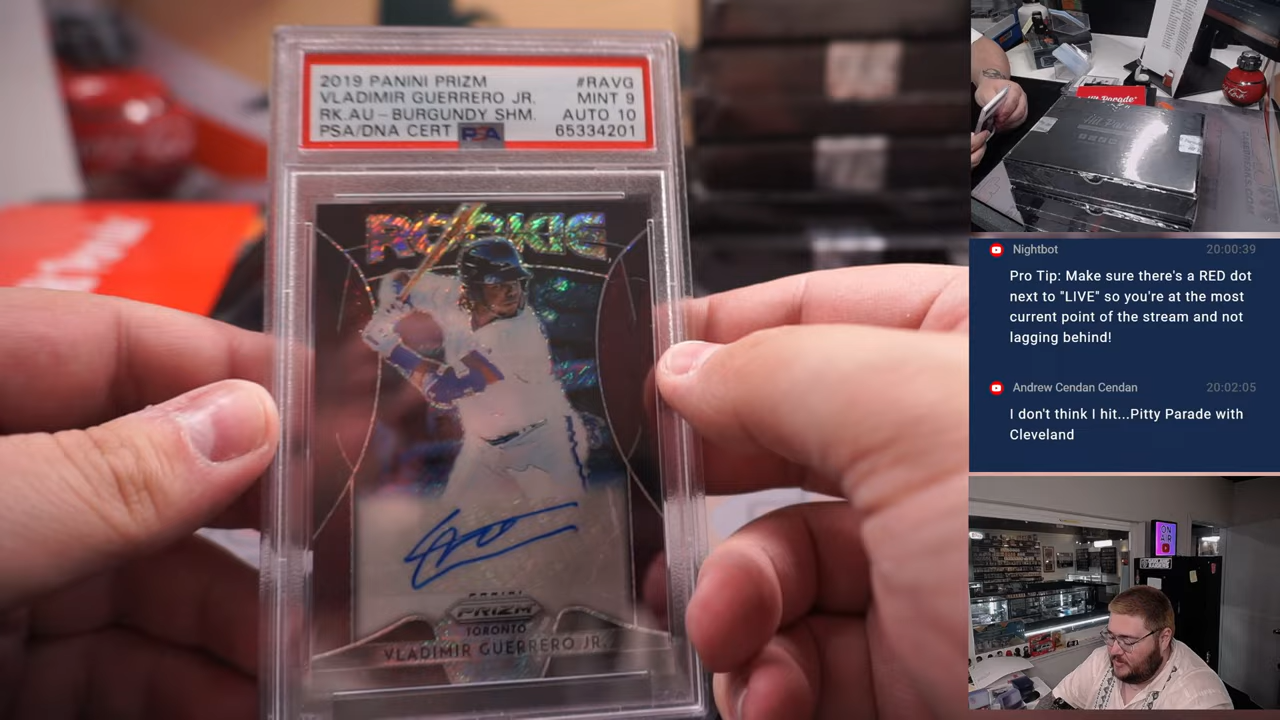 2019 PANINI PRIZM #RAVG
VLADIMIR GUERRERO JR. MINT 9
RK.AU-BURGUNDY SHM. AUTO 10
PSA/DNA CERT PSA 65334201
ROOKIE
PANINI
PRIZM
TORONTO
VLADIMIR GUERRERO JR.
Nightbot 20:00:39
Pro Tip: Make sure there's a RED dot
next to "LIVE" so you're at the most
current point of the stream and not
lagging behind!
Andrew Cendan Cendan 20:02:05
I don't think I hit...Pitty Parade with
Cleveland
ON
AIR